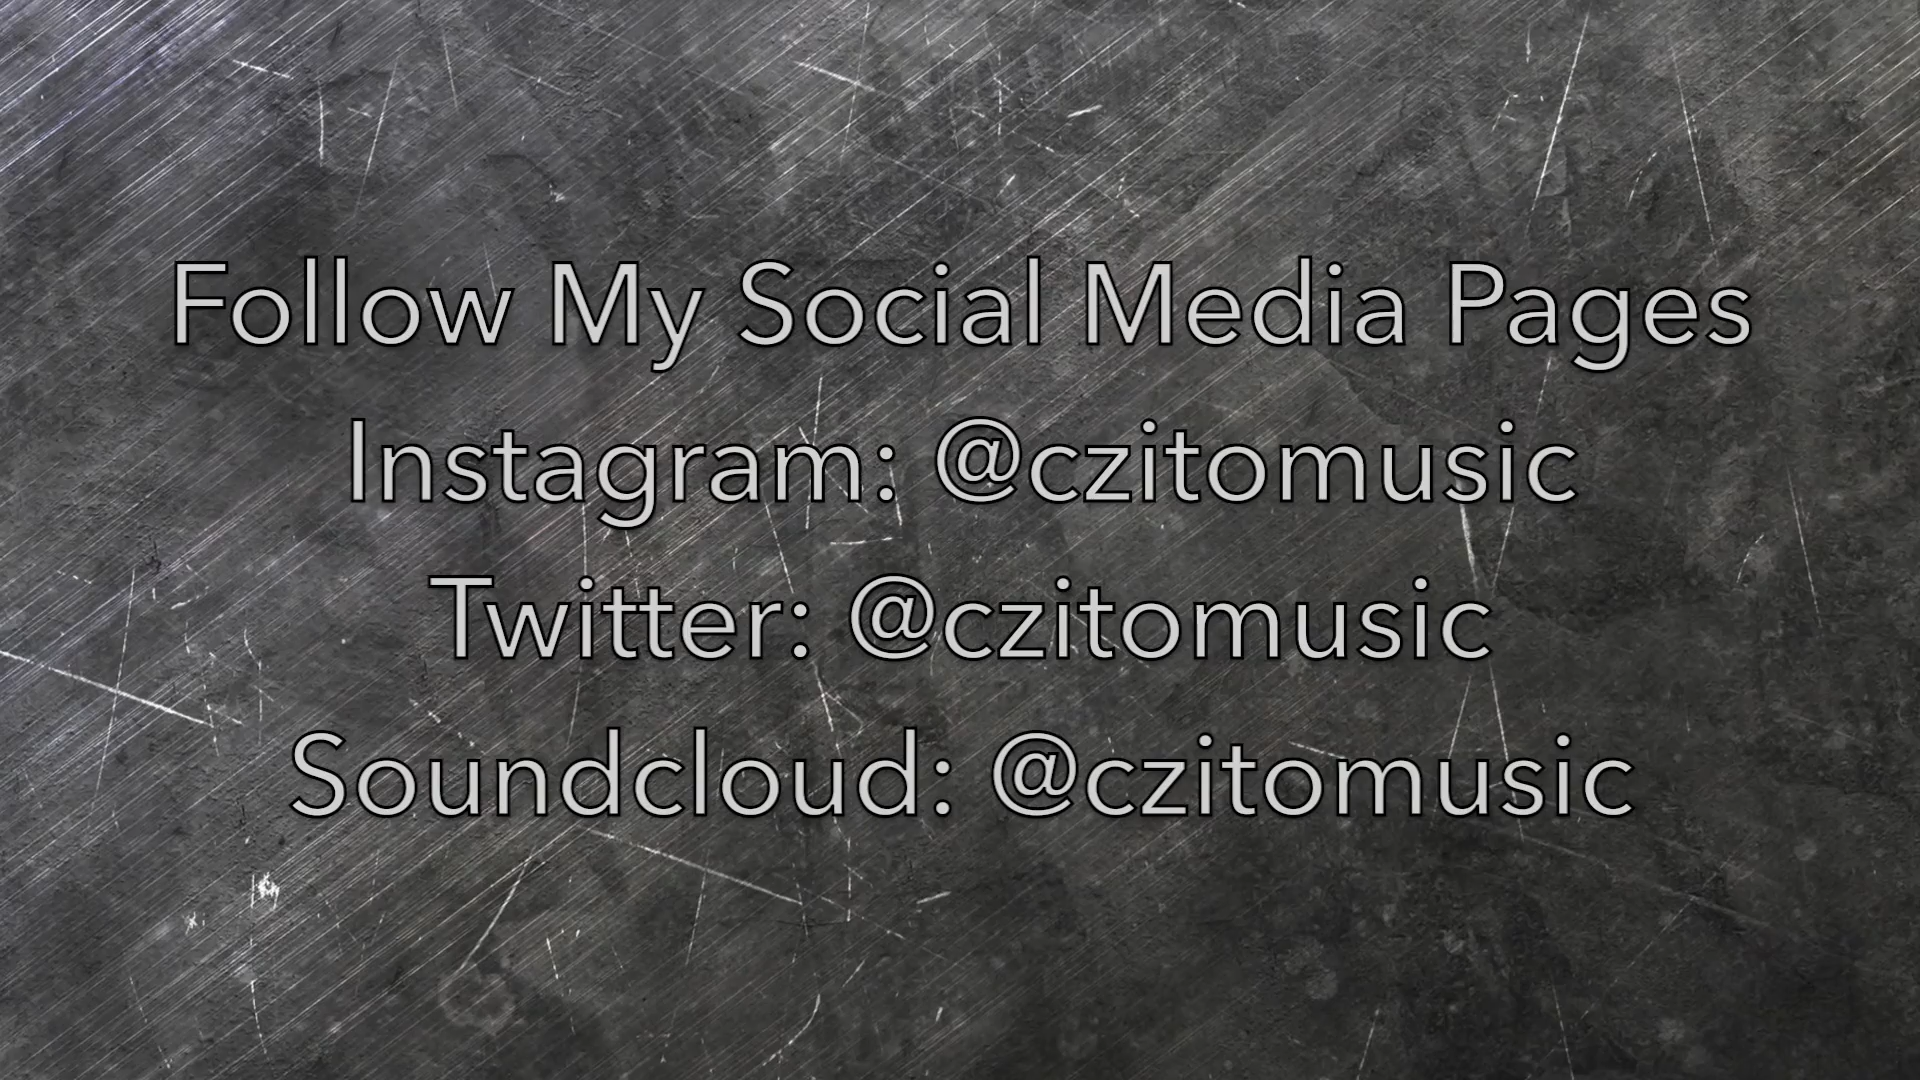 Follow My Social Media Pages
Instagram: @czitomusic
Twitter: @czitomusic
Soundcloud: @czitomusic